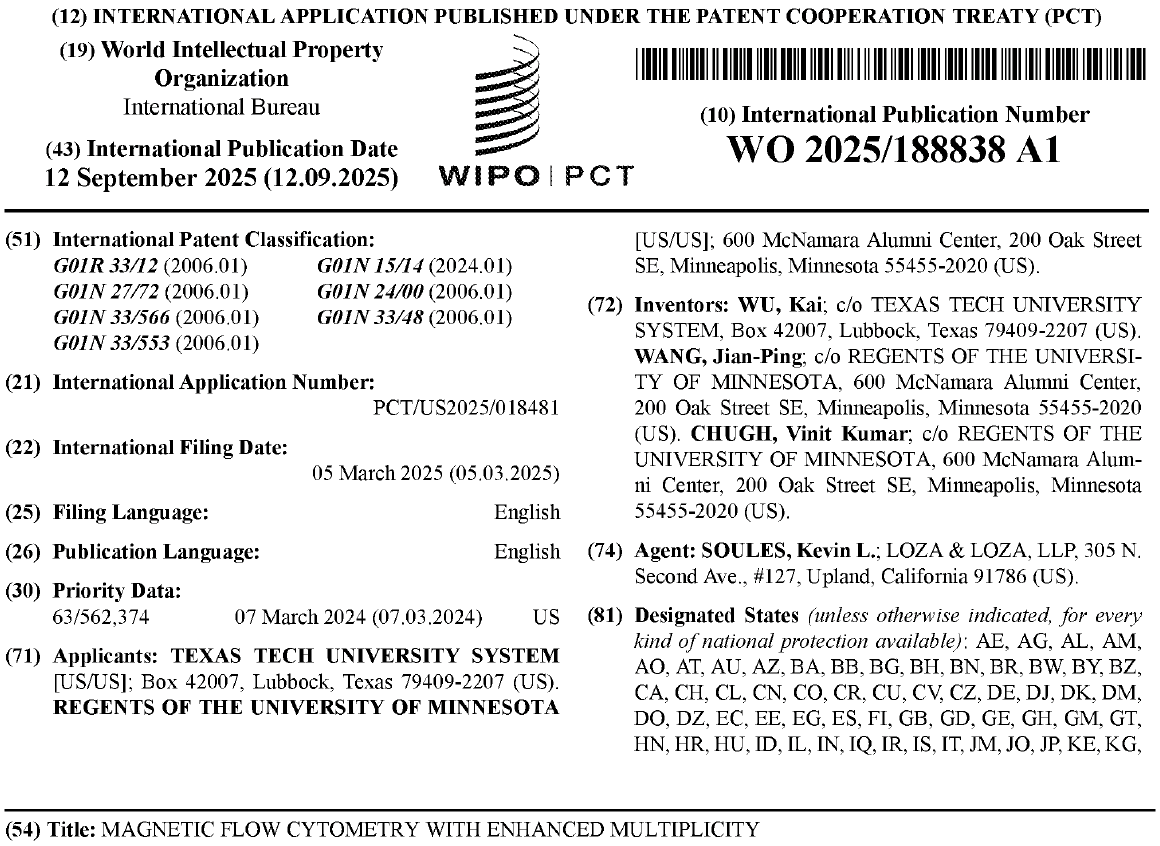 (12) INTERNATIONAL APPLICATION PUBLISHED UNDER THE PATENT COOPERATION TREATY (PCT)
(19) World Intellectual Property
Organization
International Bureau
(43) International Publication Date
12 September 2025 (12.09.2025)
WIPO | PCT
(10) International Publication Number
WO 2025/188838 A1
(51) International Patent Classification:
G01R 33/12 (2006.01) G01N 15/14 (2024.01)
G01N 27/72 (2006.01) G01N 24/00 (2006.01)
G01N 33/566 (2006.01) G01N 33/48 (2006.01)
G01N 33/553 (2006.01)
(21) International Application Number:
PCT/US2025/018481
(22) International Filing Date:
05 March 2025 (05.03.2025)
(25) Filing Language: English
(26) Publication Language: English
(30) Priority Data:
63/562,374 07 March 2024 (07.03.2024) US
(71) Applicants: TEXAS TECH UNIVERSITY SYSTEM
[US/US]; Box 42007, Lubbock, Texas 79409-2207 (US).
REGENTS OF THE UNIVERSITY OF MINNESOTA
[US/US]; 600 McNamara Alumni Center, 200 Oak Street
SE, Minneapolis, Minnesota 55455-2020 (US).
(72) Inventors: WU, Kai; c/o TEXAS TECH UNIVERSITY
SYSTEM, Box 42007, Lubbock, Texas 79409-2207 (US).
WANG, Jian-Ping; c/o REGENTS OF THE UNIVERSI-
TY OF MINNESOTA, 600 McNamara Alumni Center,
200 Oak Street SE, Minneapolis, Minnesota 55455-2020
(US). CHUGH, Vinit Kumar; c/o REGENTS OF THE
UNIVERSITY OF MINNESOTA, 600 McNamara Alum-
ni Center, 200 Oak Street SE, Minneapolis, Minnesota
55455-2020 (US).
(74) Agent: SOULES, Kevin L.; LOZA & LOZA, LLP, 305 N.
Second Ave., #127, Upland, California 91786 (US).
(81) Designated States (unless otherwise indicated, for every
kind of national protection available): AE, AG, AL, AM,
AO, AT, AU, AZ, BA, BB, BG, BH, BN, BR, BW, BY, BZ,
CA, CH, CL, CN, CO, CR, CU, CV, CZ, DE, DJ, DK, DM,
DO, DZ, EC, EE, EG, ES, FI, GB, GD, GE, GH, GM, GT,
HN, HR, HU, ID, IL, IN, IQ, IR, IS, IT, JM, JO, JP, KE, KG,
(54) Title: MAGNETIC FLOW CYTOMETRY WITH ENHANCED MULTIPLICITY